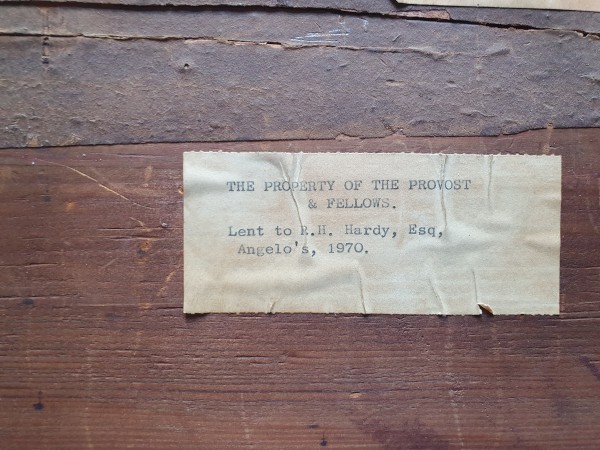 THE PROPERTY OF THE PROVOST
& FELLOWS.
Lent to R.H. Hardy, Esq,
Angelo's, 1970.